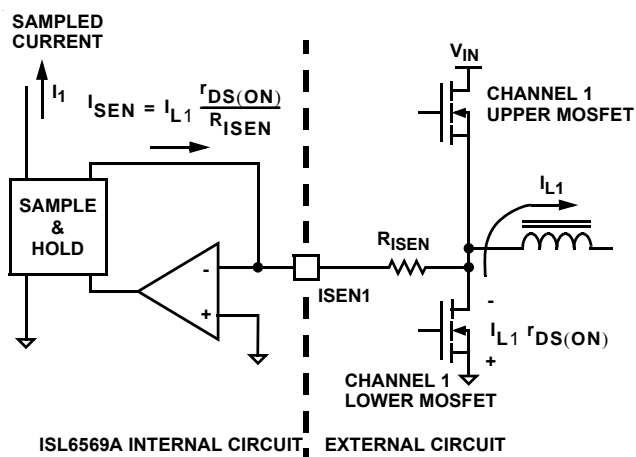 SAMPLED
CURRENT
I1
ISEN = IL1 rDS(ON)
RISEN
SAMPLE
&
HOLD
-
+
ISEN1
RISEN
VIN
CHANNEL 1
UPPER MOSFET
IL1
-
IL1 rDS(ON)
+
CHANNEL 1
LOWER MOSFET
ISL6569A INTERNAL CIRCUIT
EXTERNAL CIRCUIT